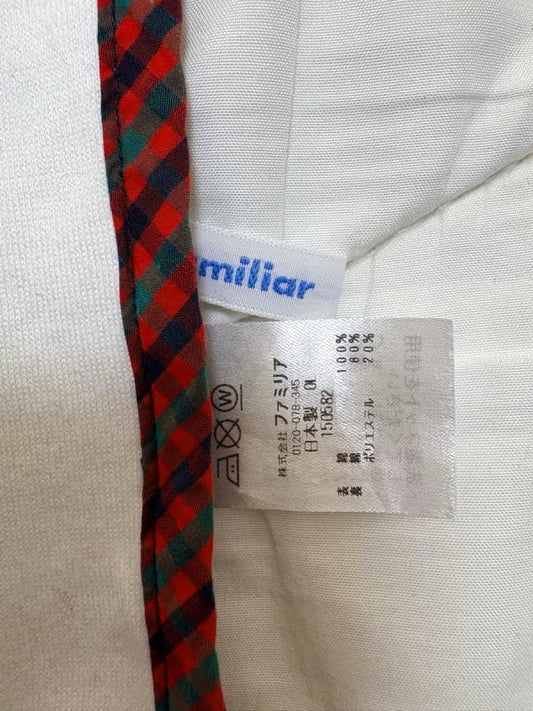 miliar
表 綿 100%
裏 綿 80%
ポリエステル 20%
株式会社 ファミリア
0120-078-345
日本製 OL
150582
W